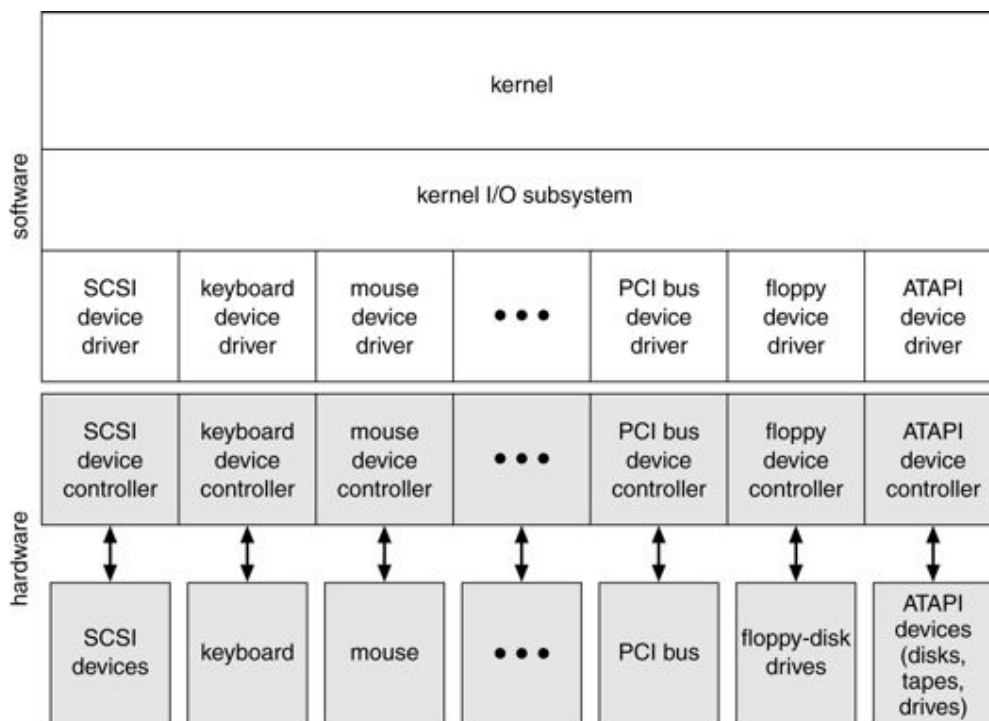 kernel
software
kernel I/O subsystem
SCSI
device
driver
keyboard
device
driver
mouse
device
driver
•••
PCI bus
device
driver
floppy
device
driver
ATAPI
device
driver
hardware
SCSI
device
controller
keyboard
device
controller
mouse
device
controller
•••
PCI bus
device
controller
floppy
device
controller
ATAPI
device
controller
SCSI
devices
keyboard
mouse
•••
PCI bus
floppy-disk
drives
ATAPI
devices
(disks,
tapes,
drives)